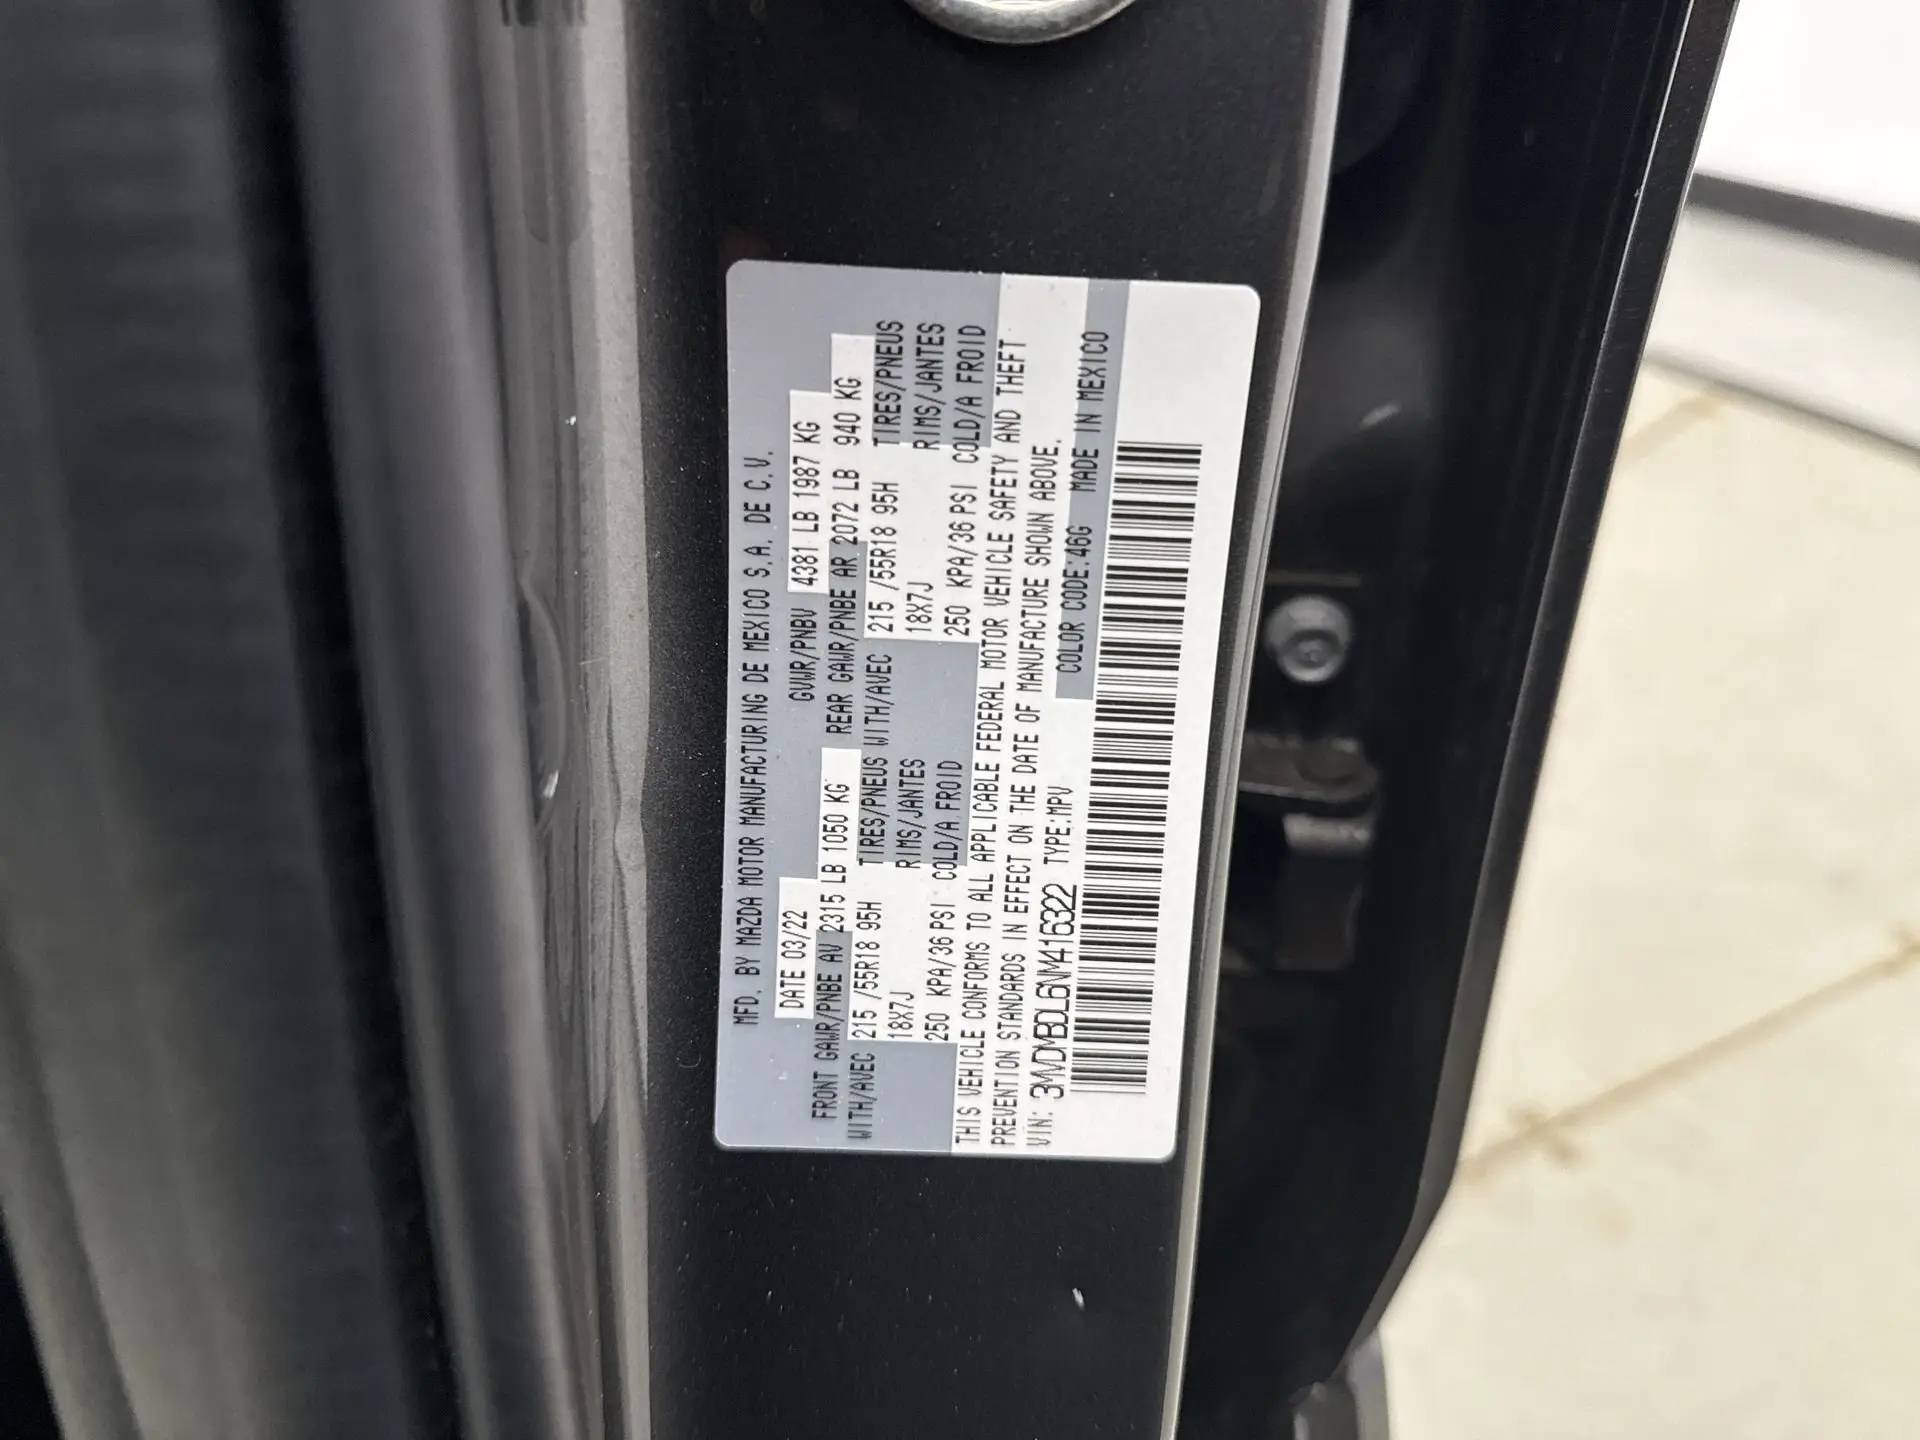 MFD. BY MAZDA MOTOR MANUFACTURING DE MEXICO S.A. DE C.V.
DATE 03/22 GVWR/PNBV 4381 LB 1987 KG
FRONT GAWR/PNBE AV 2315 LB 1050 KG REAR GAWR/PNBE AR 2072 LB 940 KG
WITH/AVEC 215 /55R18 95H TIRES/PNEUS WITH/AVEC 215 /55R18 95H TIRES/PNEUS
18X7J RIMS/JANTES 18X7J RIMS/JANTES
250 KPA/36 PSI COLD/A FROID 250 KPA/36 PSI COLD/A FROID
THIS VEHICLE CONFORMS TO ALL APPLICABLE FEDERAL MOTOR VEHICLE SAFETY AND THEFT
PREVENTION STANDARDS IN EFFECT ON THE DATE OF MANUFACTURE SHOWN ABOVE.
VIN: 3MVDMBDL6NM416322 TYPE:MPV COLOR CODE:46G MADE IN MEXICO